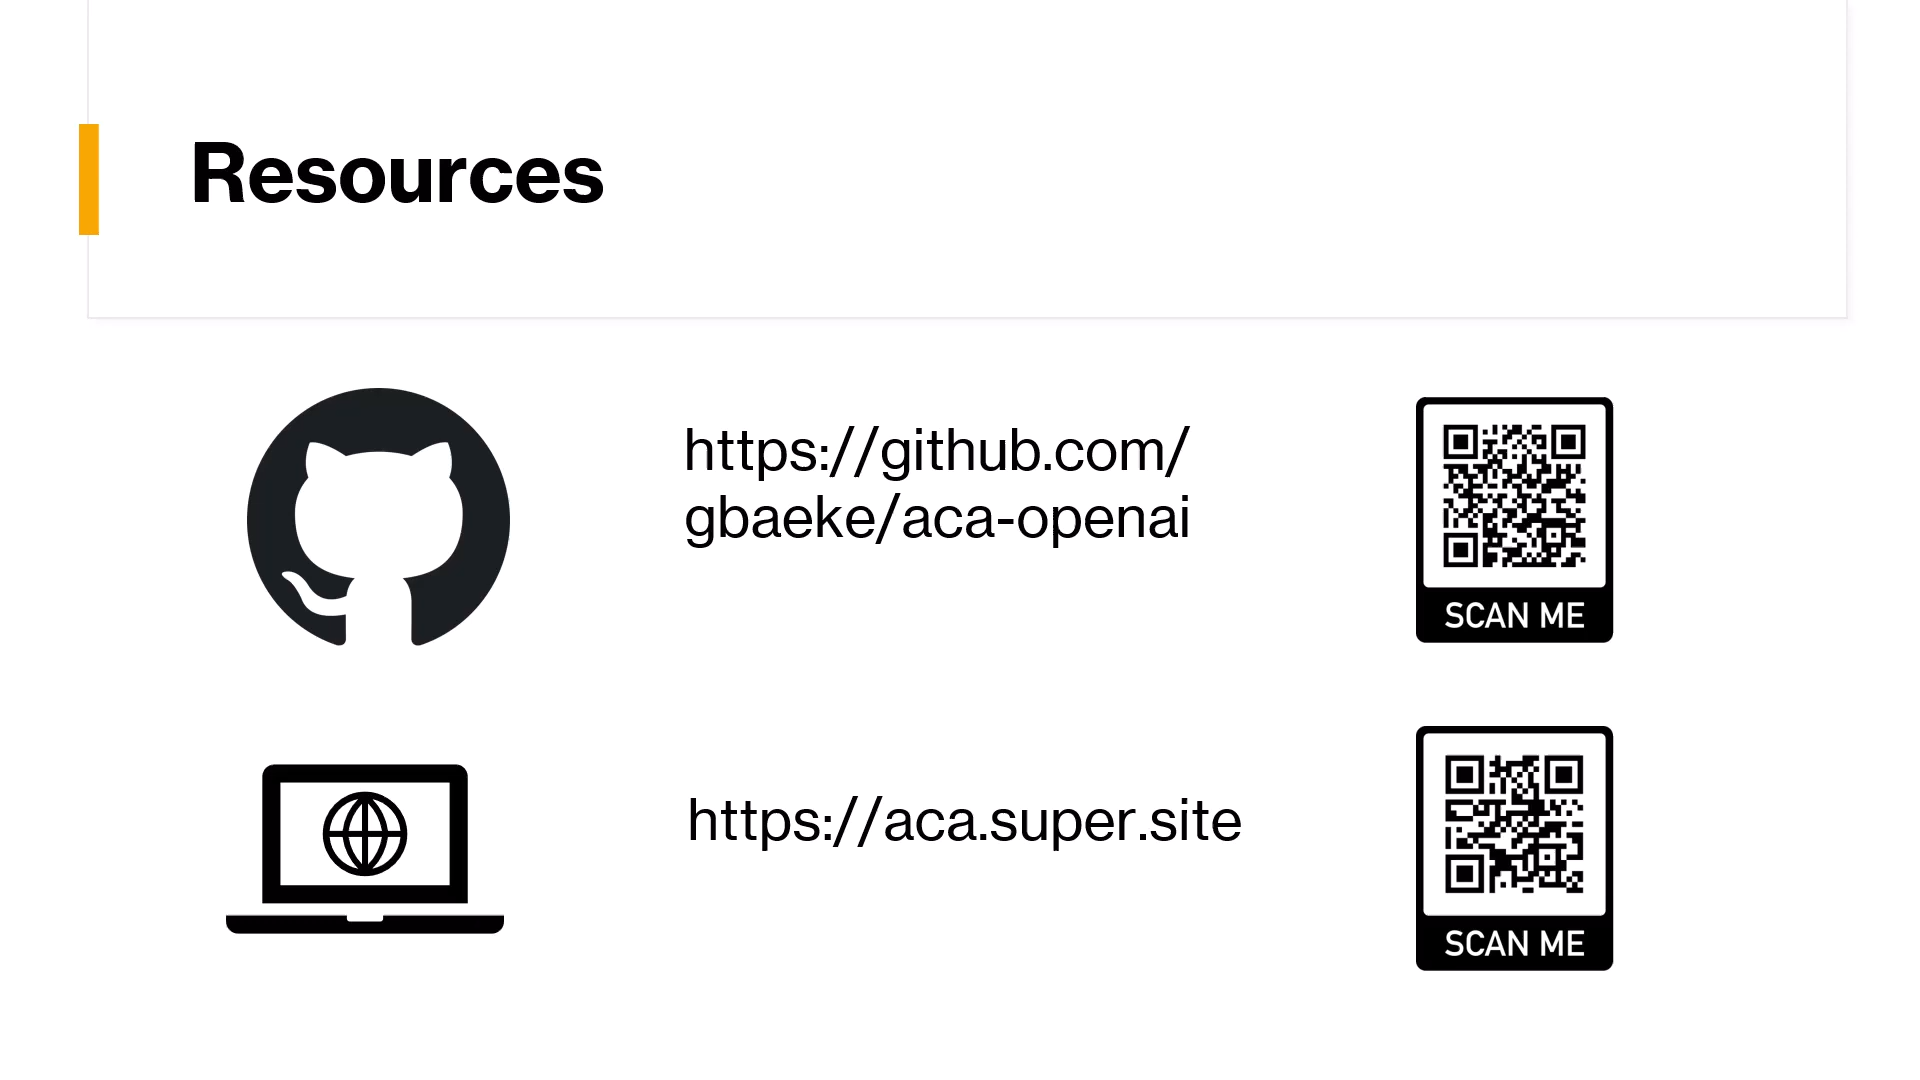 Resources
https://github.com/
gbaeke/aca-openai
SCAN ME
https://aca.super.site
SCAN ME